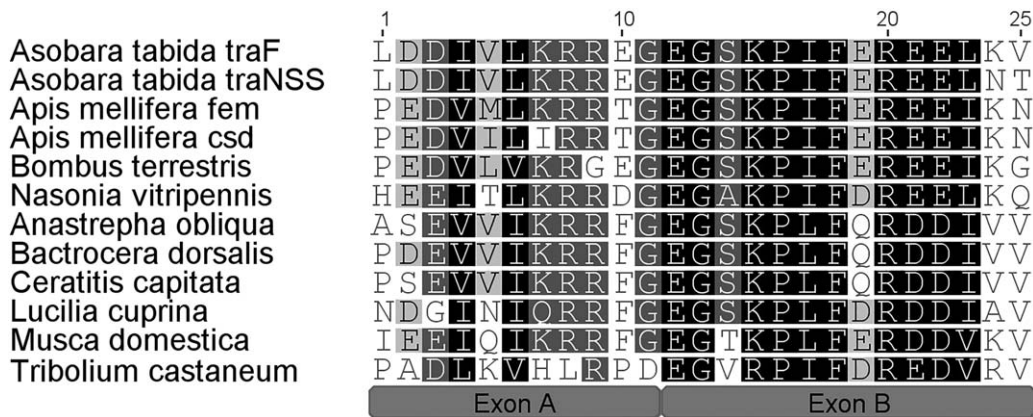 1 10 20 25
Asobara tabida traF LDDIVLKRREGEGSKPIFEREELKV
Asobara tabida traNSS LDDIVLKRREGEGSKPIFEREELNT
Apis mellifera fem PEDVMLKRRTGEGSKPIFEREEIKN
Apis mellifera csd PEDVILIRRTGEGSKPIFEREEIKN
Bombus terrestris PEDVLVKRGEGEGSKPIFEREEIKG
Nasonia vitripennis HEEITLKRRDGEGAKPIFDREELKQ
Anastrepha obliqua ASEVVIKRRFGEGSKPLFQRDDIVV
Bactrocera dorsalis PDEVVIKRRFGEGSKPLFQRDDIVV
Ceratitis capitata PSEVVIKRRFGEGSKPLFQRDDIVV
Lucilia cuprina NDGINIQRRFGEGSKPLFDRDDIAV
Musca domestica IEEIQIKRRFGEGTKPLFERDDVKV
Tribolium castaneum PADLKVHLRPDEGVRPIFDREDVRV
Exon A Exon B